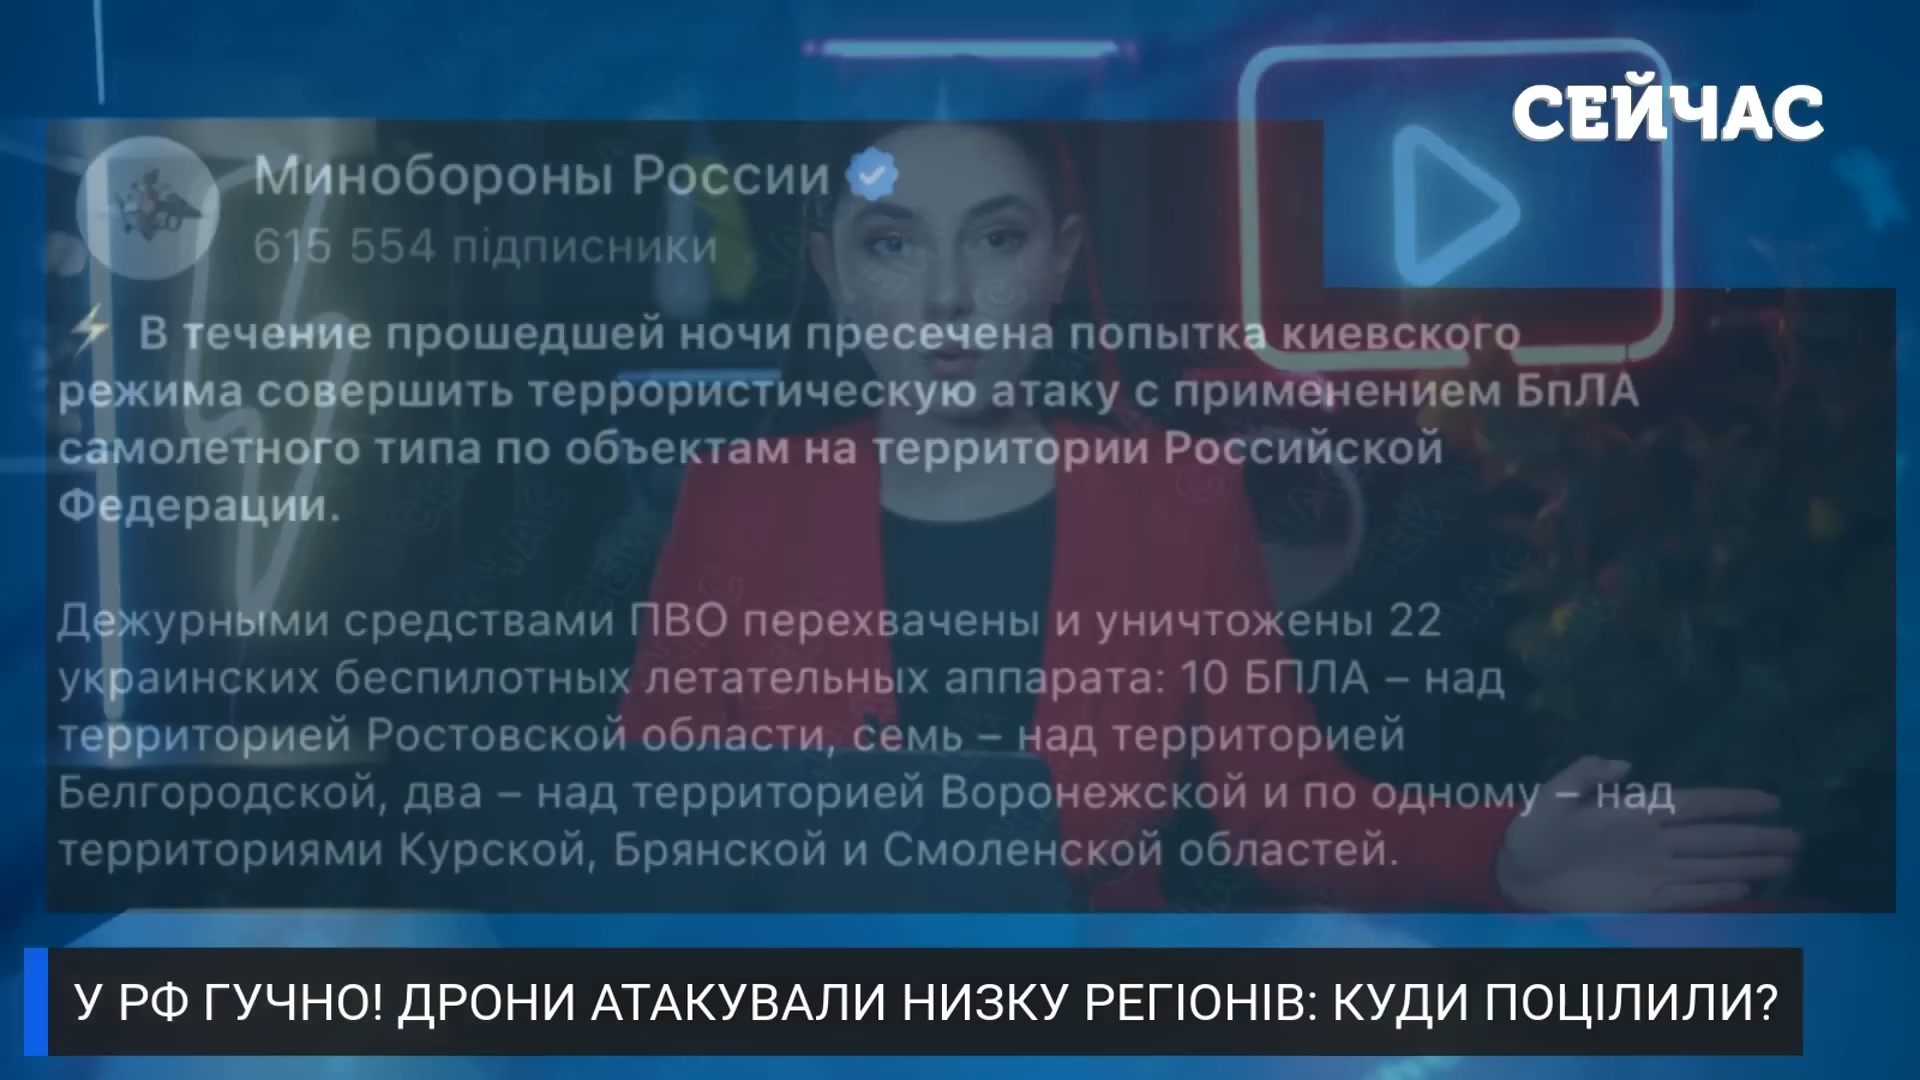 СЕЙЧАС
Минобороны России
615 554 підписники
⚡ В течение прошедшей ночи пресечена попытка киевского
режима совершить террористическую атаку с применением БпЛА
самолетного типа по объектам на территории Российской
Федерации.
Дежурными средствами ПВО перехвачены и уничтожены 22
украинских беспилотных летательных аппарата: 10 БПЛА – над
территорией Ростовской области, семь – над территорией
Белгородской, два – над территорией Воронежской и по одному – над
территориями Курской, Брянской и Смоленской областей.
У РФ ГУЧНО! ДРОНИ АТАКУВАЛИ НИЗКУ РЕГІОНІВ: КУДИ ПОЦІЛИЛИ?